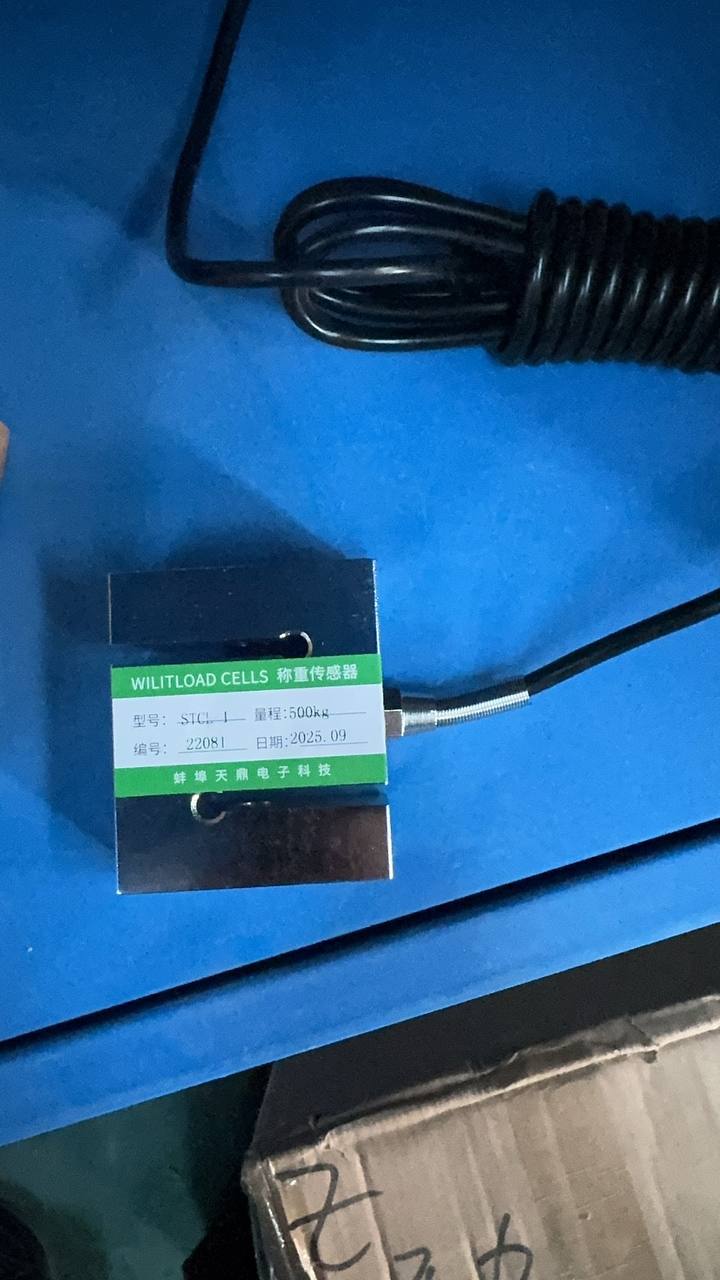 WILITLOAD CELLS 称重传感器
型号: STCL-1 量程:500kg
编号: 22081 日期:2025.09
蚌埠天鼎电子科技